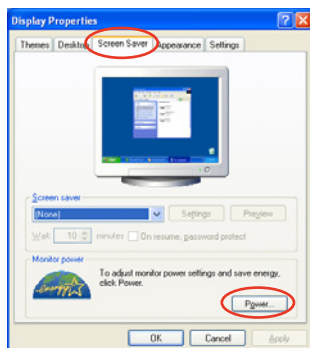 Display Properties
Themes Desktop Screen Saver Appearance Settings
Screen saver
(None) Settings Preview
Wait: 10 minutes On resume, password protect
Monitor power
To adjust monitor power settings and save energy,
click Power.
energy
Power...
OK Cancel Apply